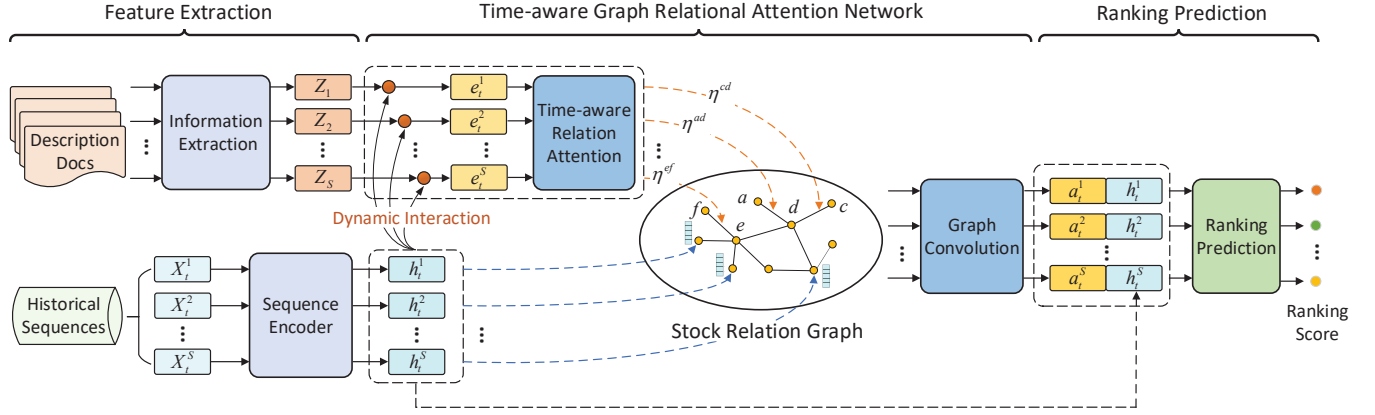 Feature Extraction
Time-aware Graph Relational Attention Network
Ranking Prediction
Description
Docs
Information
Extraction
Z_1
Z_2
Z_S
e_t^1
e_t^2
e_t^S
Time-aware
Relation
Attention
η^{cd}
η^{ad}
η^{ef}
Dynamic Interaction
Historical
Sequences
X_t^1
X_t^2
X_t^S
Sequence
Encoder
h_t^1
h_t^2
h_t^S
a
c
d
e
f
Stock Relation Graph
Graph
Convolution
a_t^1 h_t^1
a_t^2 h_t^2
a_t^S h_t^S
Ranking
Prediction
Ranking
Score